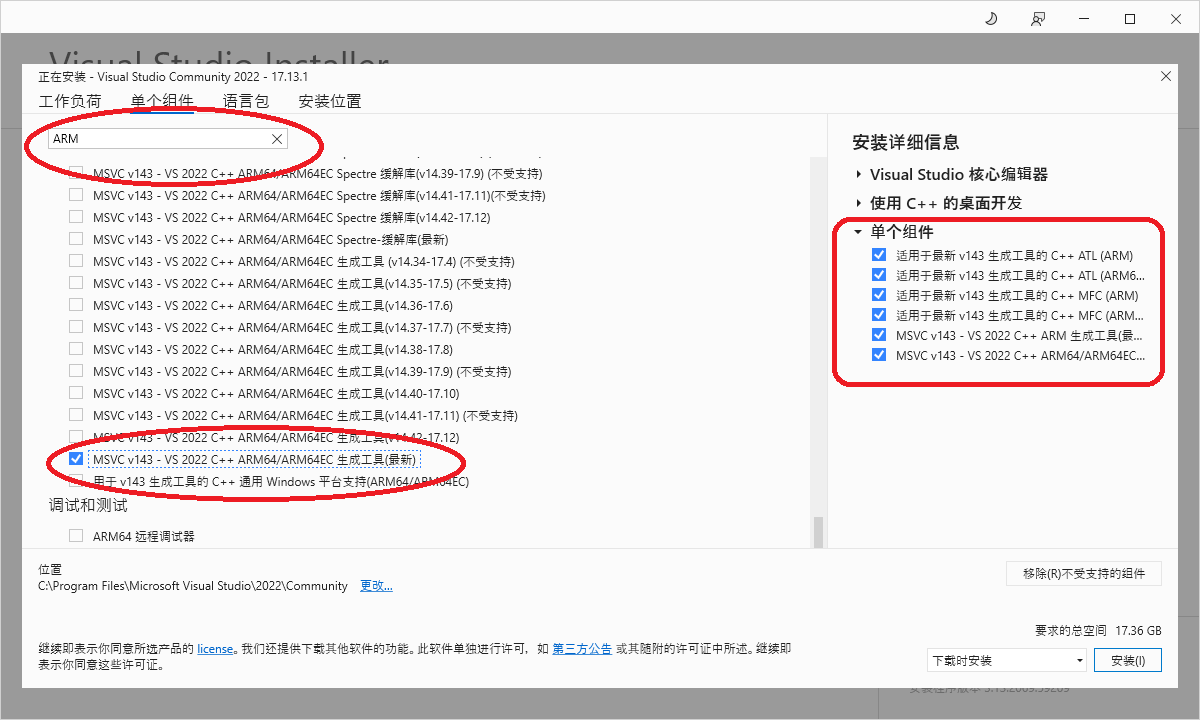 Visual Studio Installer
正在安装 - Visual Studio Community 2022 - 17.13.1
工作负荷 单个组件 语言包 安装位置
ARM
MSVC v143 - VS 2022 C++ ARM64/ARM64EC Spectre 缓解库(v14.39-17.9) (不受支持)
MSVC v143 - VS 2022 C++ ARM64/ARM64EC Spectre 缓解库(v14.41-17.11)(不受支持)
MSVC v143 - VS 2022 C++ ARM64/ARM64EC Spectre 缓解库(v14.42-17.12)
MSVC v143 - VS 2022 C++ ARM64/ARM64EC Spectre-缓解库(最新)
MSVC v143 - VS 2022 C++ ARM64/ARM64EC 生成工具 (v14.34-17.4) (不受支持)
MSVC v143 - VS 2022 C++ ARM64/ARM64EC 生成工具(v14.35-17.5) (不受支持)
MSVC v143 - VS 2022 C++ ARM64/ARM64EC 生成工具(v14.36-17.6)
MSVC v143 - VS 2022 C++ ARM64/ARM64EC 生成工具(v14.37-17.7) (不受支持)
MSVC v143 - VS 2022 C++ ARM64/ARM64EC 生成工具(v14.38-17.8)
MSVC v143 - VS 2022 C++ ARM64/ARM64EC 生成工具(v14.39-17.9) (不受支持)
MSVC v143 - VS 2022 C++ ARM64/ARM64EC 生成工具(v14.40-17.10)
MSVC v143 - VS 2022 C++ ARM64/ARM64EC 生成工具(v14.41-17.11) (不受支持)
MSVC v143 - VS 2022 C++ ARM64/ARM64EC 生成工具(v14.42-17.12)
MSVC v143 - VS 2022 C++ ARM64/ARM64EC 生成工具(最新)
用于 v143 生成工具的 C++ 通用 Windows 平台支持(ARM64/ARM64EC)
调试和测试
ARM64 远程调试器
安装详细信息
Visual Studio 核心编辑器
使用 C++ 的桌面开发
单个组件
适用于最新 v143 生成工具的 C++ ATL (ARM)
适用于最新 v143 生成工具的 C++ ATL (ARM6...
适用于最新 v143 生成工具的 C++ MFC (ARM)
适用于最新 v143 生成工具的 C++ MFC (ARM...
MSVC v143 - VS 2022 C++ ARM 生成工具(最...
MSVC v143 - VS 2022 C++ ARM64/ARM64EC...
位置
C:\Program Files\Microsoft Visual Studio\2022\Community 更改...
移除(R)不受支持的组件
要求的总空间 17.36 GB
继续即表示你同意所选产品的 license。我们还提供下载其他软件的功能。此软件单独进行许可，如 第三方公告 或其随附的许可证中所述。继续即
表示你同意这些许可证。
下载时安装
安装(I)